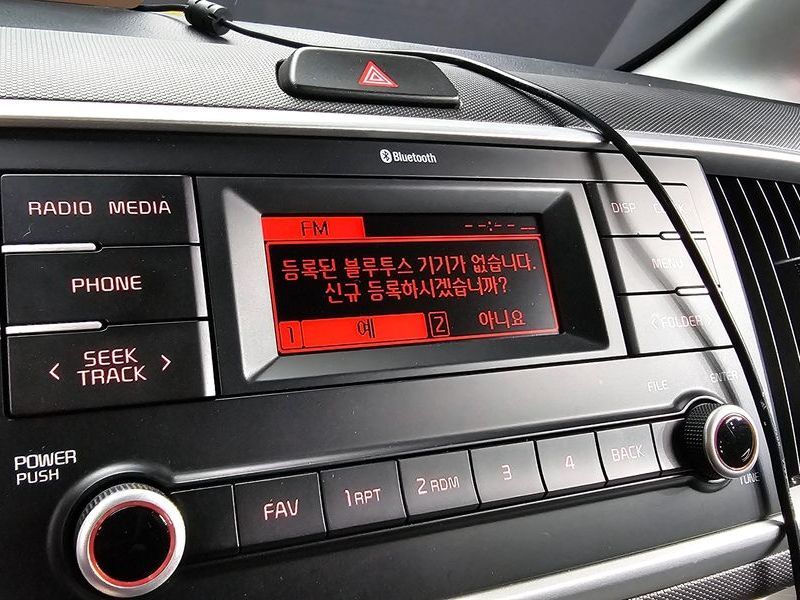 Bluetooth
RADIO MEDIA
PHONE
< SEEK TRACK >
FM --:-- --
등록된 블루투스 기기가 없습니다.
신규 등록하시겠습니까?
1 예 2 아니요
DISP CLOCK
MENU
< FOLDER >
FILE ENTER
POWER
PUSH
FAV 1 RPT 2 RDM 3 4 BACK
TUNE